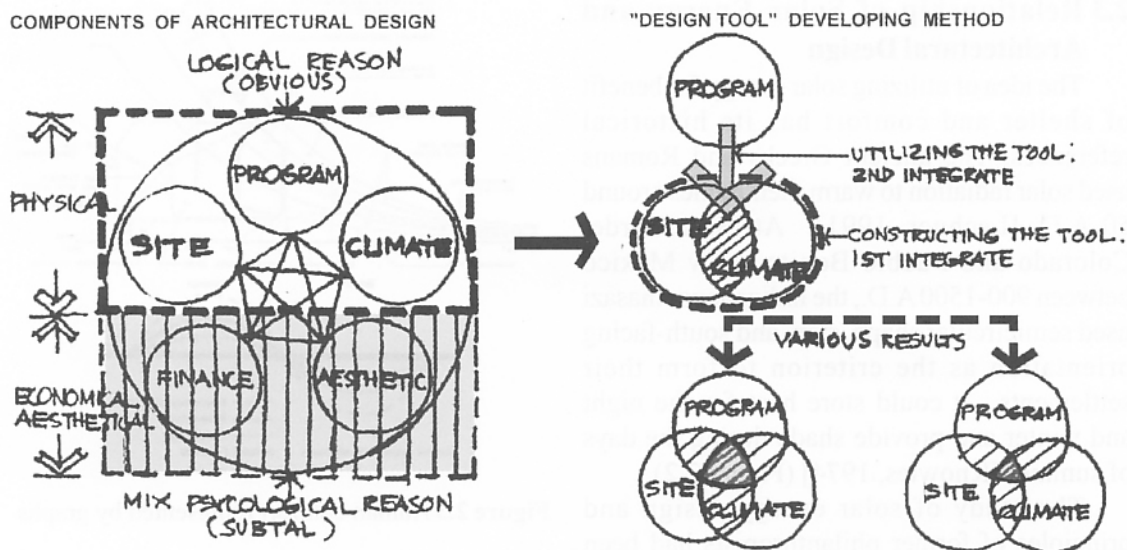 COMPONENTS OF ARCHITECTURAL DESIGN
LOGICAL REASON
(OBVIOUS)
PHYSICAL
PROGRAM
SITE
CLIMATE
ECONOMICAL
AESTHETICAL
FINANCE
AESTHETIC
MIX PSYCOLOGICAL REASON
(SUBTAL)
"DESIGN TOOL" DEVELOPING METHOD
PROGRAM
UTILIZING THE TOOL:
2ND INTEGRATE
SITE
CLIMATE
CONSTRUCTING THE TOOL:
1ST INTEGRATE
VARIOUS RESULTS
PROGRAM
SITE
CLIMATE
PROGRAM
SITE
CLIMATE